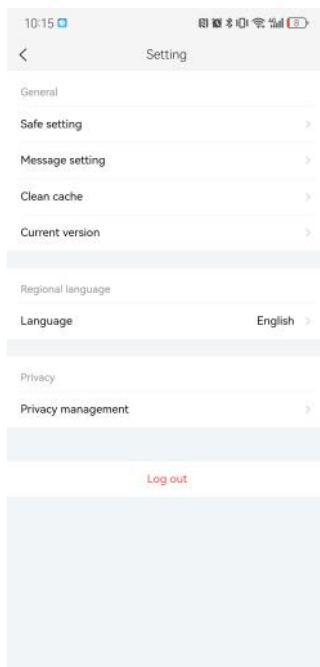 10:15
8
Setting
General
Safe setting
Message setting
Clean cache
Current version
Regional language
Language English
Privacy
Privacy management
Log out